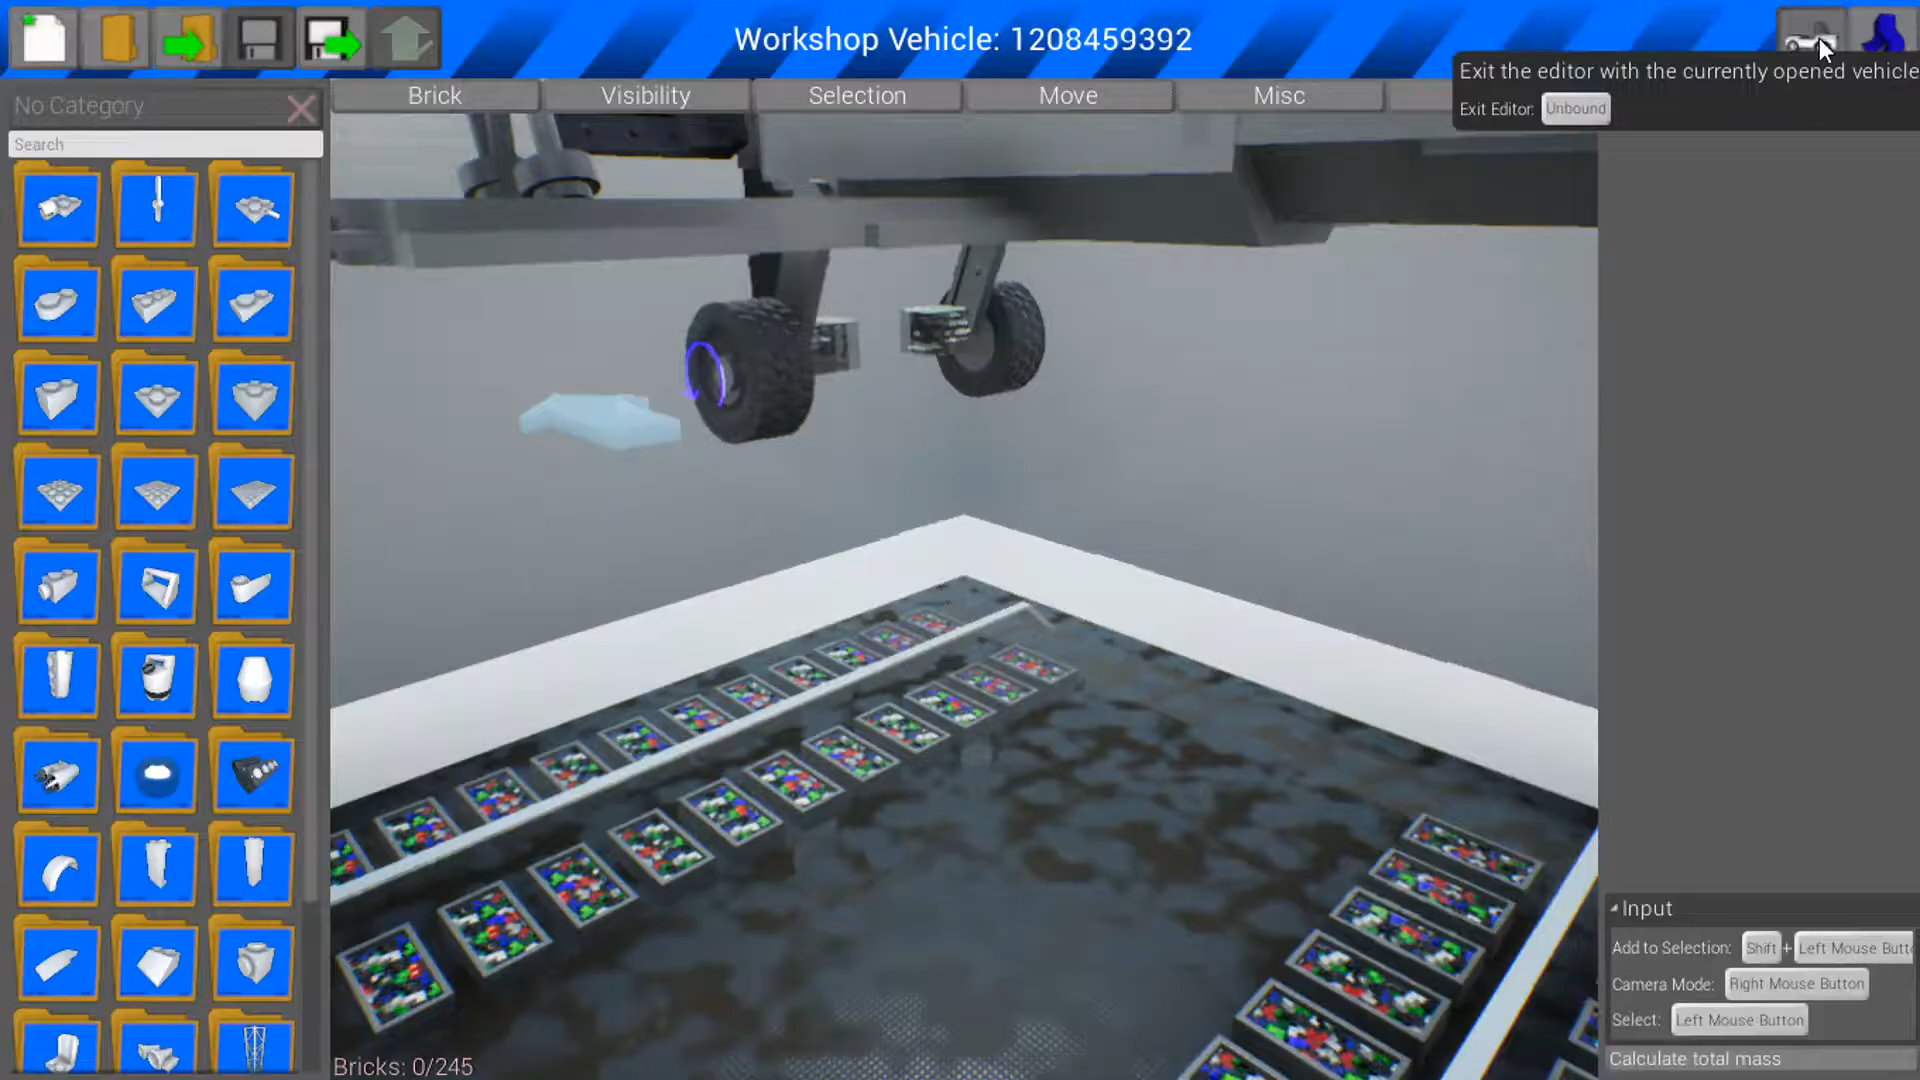 Workshop Vehicle: 1208459392
Exit the editor with the currently opened vehicle
Exit Editor: Unbound
Brick Visibility Selection Move Misc
No Category
Search
Input
Add to Selection: Shift + Left Mouse Butt
Camera Mode: Right Mouse Button
Select: Left Mouse Button
Calculate total mass
Bricks: 0/245